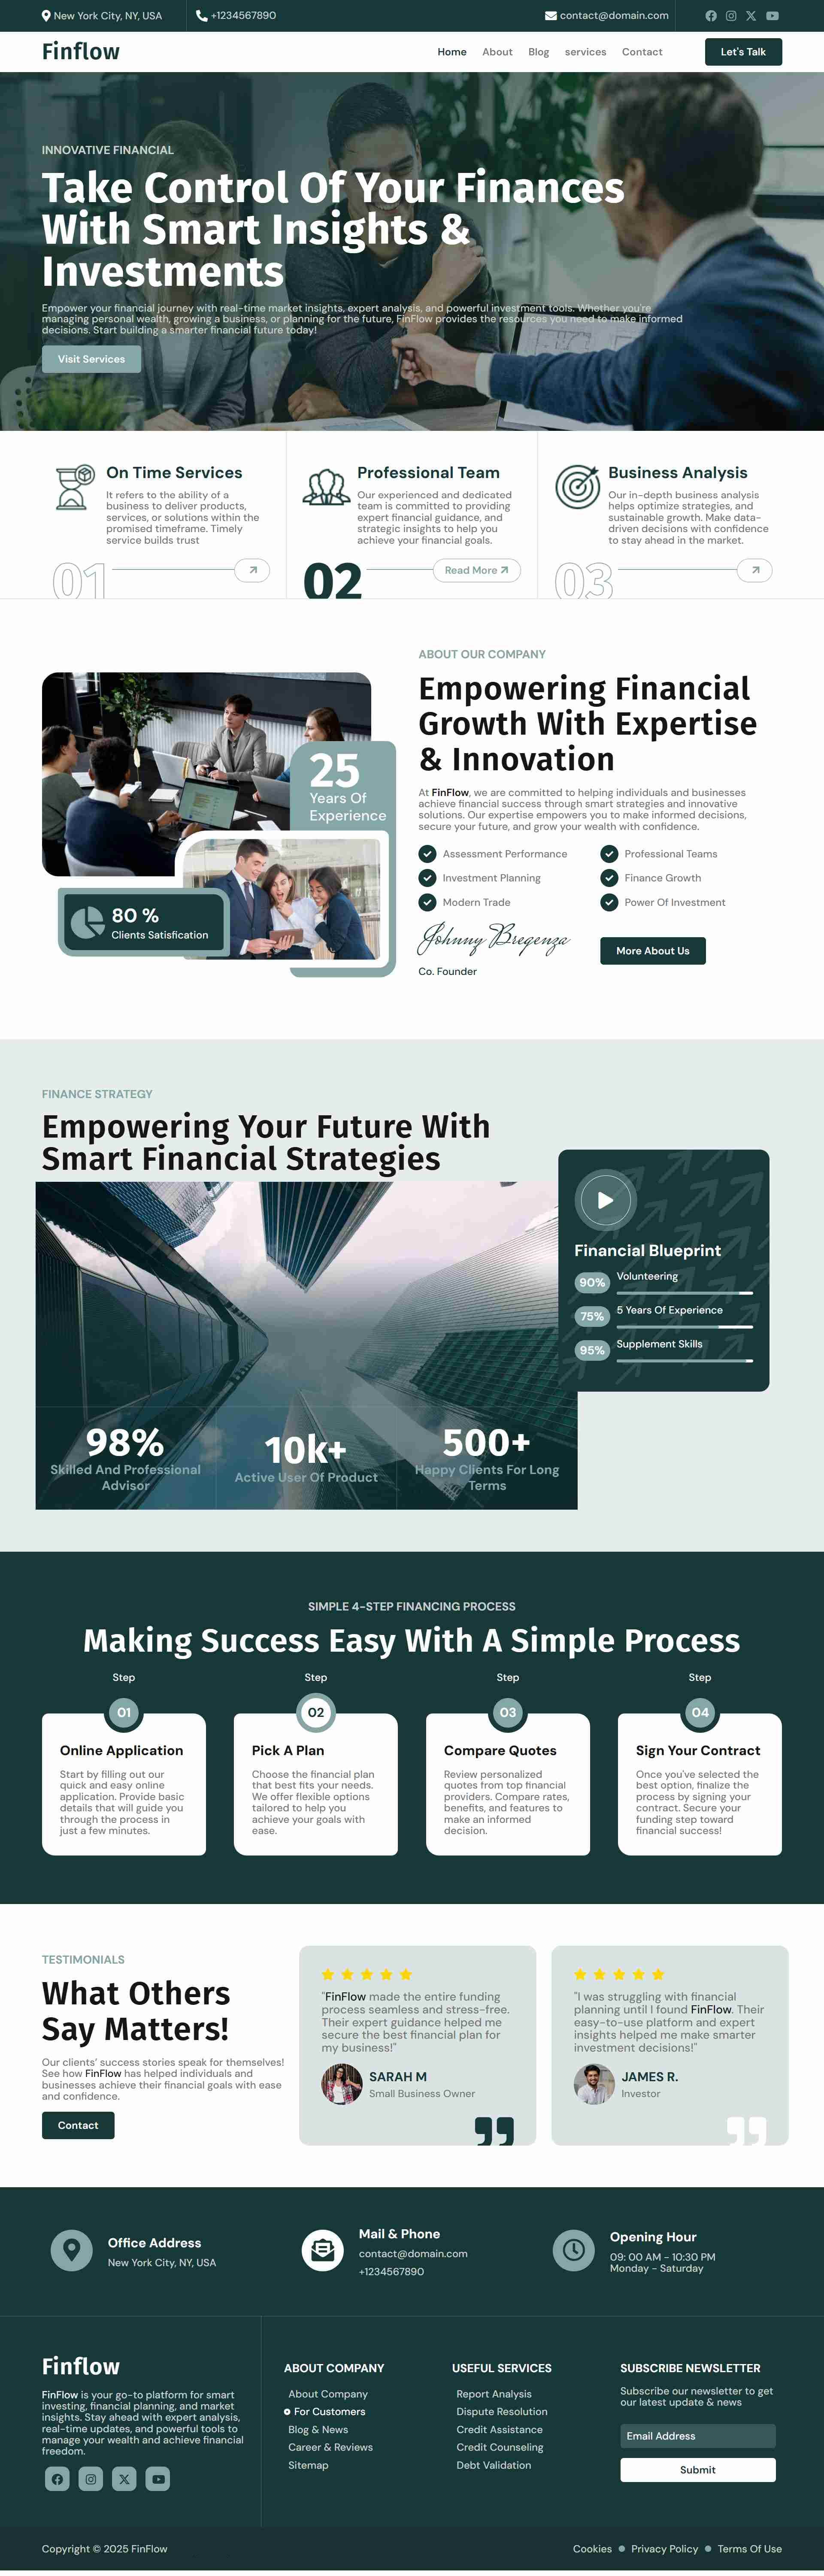 New York City, NY, USA
+1234567890
contact@domain.com
Finflow
Home
About
Blog
services
Contact
Let's Talk
INNOVATIVE FINANCIAL
Take Control Of Your Finances
With Smart Insights &
Investments
Empower your financial journey with real-time market insights, expert analysis, and powerful investment tools. Whether you're
managing personal wealth, growing a business, or planning for the future, FinFlow provides the resources you need to make informed
decisions. Start building a smarter financial future today!
Visit Services
On Time Services
It refers to the ability of a
business to deliver products,
services, or solutions within the
promised timeframe. Timely
service builds trust
01
Professional Team
Our experienced and dedicated
team is committed to providing
expert financial guidance, and
strategic insights to help you
achieve your financial goals.
02
Read More
Business Analysis
Our in-depth business analysis
helps optimize strategies, and
sustainable growth. Make data-
driven decisions with confidence
to stay ahead in the market.
03
25
Years Of
Experience
80 %
Clients Satisfication
ABOUT OUR COMPANY
Empowering Financial
Growth With Expertise
& Innovation
At FinFlow, we are committed to helping individuals and businesses
achieve financial success through smart strategies and innovative
solutions. Our expertise empowers you to make informed decisions,
secure your future, and grow your wealth with confidence.
Assessment Performance
Professional Teams
Investment Planning
Finance Growth
Modern Trade
Power Of Investment
Johnny Bregenza
Co. Founder
More About Us
FINANCE STRATEGY
Empowering Your Future With
Smart Financial Strategies
Financial Blueprint
90%
Volunteering
75%
5 Years Of Experience
95%
Supplement Skills
98%
Skilled And Professional
Advisor
10k+
Active User Of Product
500+
Happy Clients For Long
Terms
SIMPLE 4-STEP FINANCING PROCESS
Making Success Easy With A Simple Process
Step
01
Online Application
Start by filling out our
quick and easy online
application. Provide basic
details that will guide you
through the process in
just a few minutes.
Step
02
Pick A Plan
Choose the financial plan
that best fits your needs.
We offer flexible options
tailored to help you
achieve your goals with
ease.
Step
03
Compare Quotes
Review personalized
quotes from top financial
providers. Compare rates,
benefits, and features to
make an informed
decision.
Step
04
Sign Your Contract
Once you've selected the
best option, finalize the
process by signing your
contract. Secure your
funding step toward
financial success!
TESTIMONIALS
What Others
Say Matters!
Our clients' success stories speak for themselves!
See how FinFlow has helped individuals and
businesses achieve their financial goals with ease
and confidence.
Contact
"FinFlow made the entire funding
process seamless and stress-free.
Their expert guidance helped me
secure the best financial plan for
my business!"
SARAH M
Small Business Owner
"I was struggling with financial
planning until I found FinFlow. Their
easy-to-use platform and expert
insights helped me make smarter
investment decisions!"
JAMES R.
Investor
Office Address
New York City, NY, USA
Mail & Phone
contact@domain.com
+1234567890
Opening Hour
09: 00 AM - 10:30 PM
Monday - Saturday
Finflow
FinFlow is your go-to platform for smart
investing, financial planning, and market
insights. Stay ahead with expert analysis,
real-time updates, and powerful tools to
manage your wealth and achieve financial
freedom.
ABOUT COMPANY
About Company
For Customers
Blog & News
Career & Reviews
Sitemap
USEFUL SERVICES
Report Analysis
Dispute Resolution
Credit Assistance
Credit Counseling
Debt Validation
SUBSCRIBE NEWSLETTER
Subscribe our newsletter to get
our latest update & news
Email Address
Submit
Copyright © 2025 FinFlow
Cookies
Privacy Policy
Terms Of Use